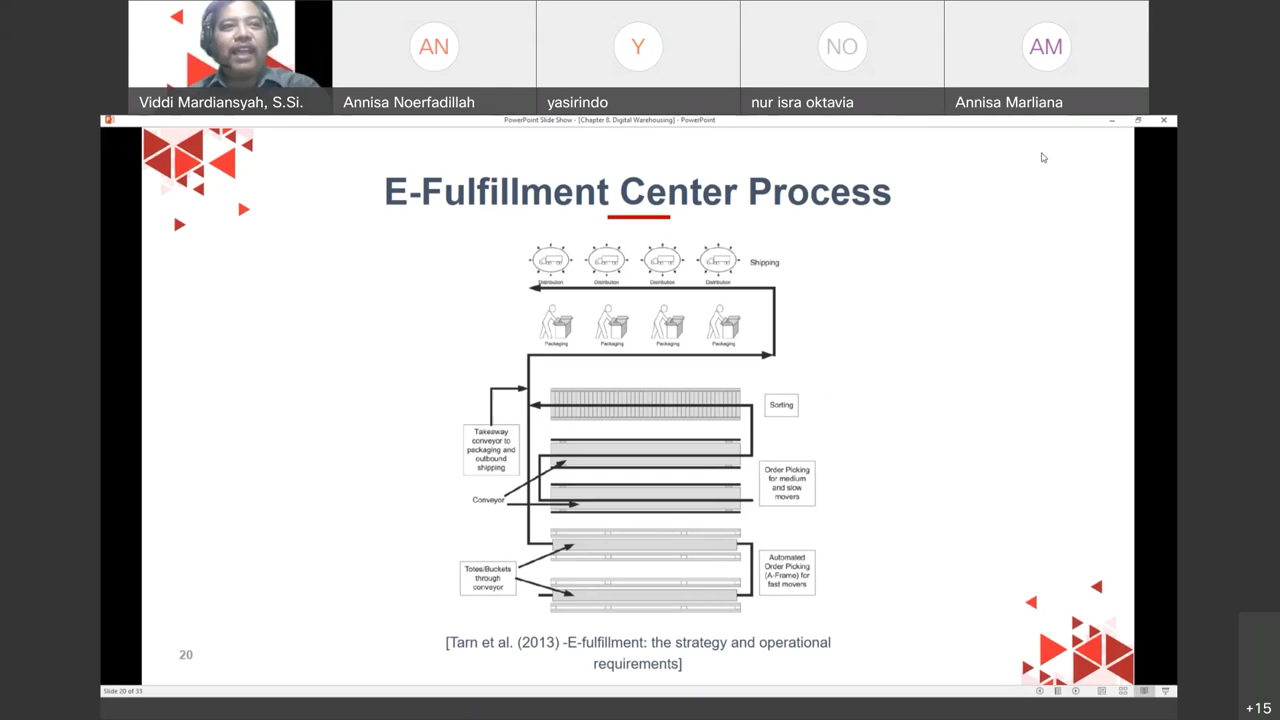 AN
Y
NO
AM
Viddi Mardiansyah, S.Si.
Annisa Noerfadillah
yasirindo
nur isra oktavia
Annisa Marliana
PowerPoint Slide Show - [Chapter 8. Digital Warehousing] - PowerPoint
E-Fulfillment Center Process
Shipping
Distribution
Distribution
Distribution
Distribution
Packaging
Packaging
Packaging
Packaging
Sorting
Takeaway
conveyor to
packaging and
outbound
shipping
Order Picking
for medium
and slow
movers
Conveyor
Automated
Order Picking
(A-Frame) for
fast movers
Totes/Buckets
through
conveyor
[Tarn et al. (2013) -E-fulfillment: the strategy and operational
requirements]
20
Slide 20 of 33
+15